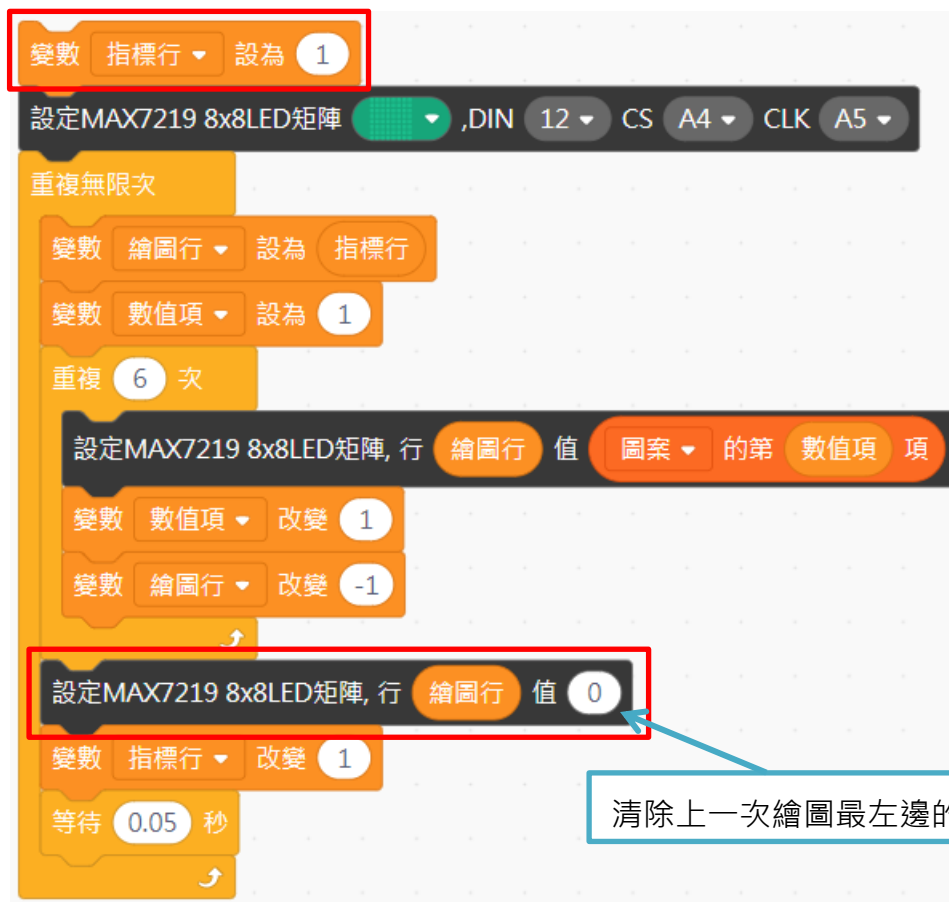 變數 指標行 設為 1
設定MAX7219 8x8LED矩陣 ,DIN 12 CS A4 CLK A5
重複無限次
變數 繪圖行 設為 指標行
變數 數值項 設為 1
重複 6 次
設定MAX7219 8x8LED矩陣, 行 繪圖行 值 圖案 的第 數值項 項
變數 數值項 改變 1
變數 繪圖行 改變 -1
設定MAX7219 8x8LED矩陣, 行 繪圖行 值 0
變數 指標行 改變 1
等待 0.05 秒
清除上一次繪圖最左邊的